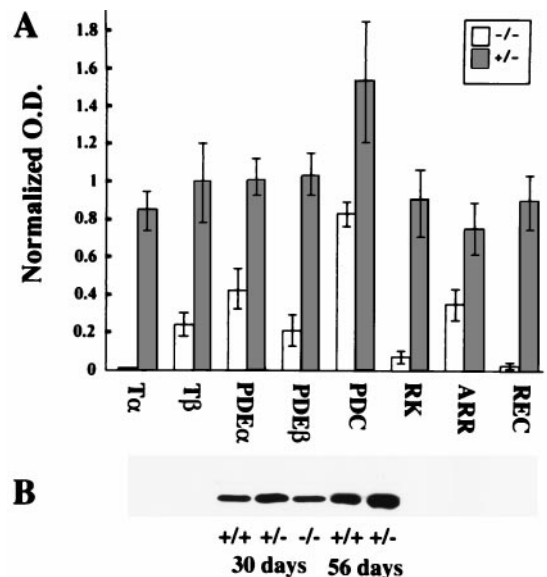 A
-/-
+/-
Normalized O.D.
1.8
1.6
1.4
1.2
1
0.8
0.6
0.4
0.2
0
Tα Tβ PDEα PDEβ PDC RK ARR REC
B
+/+ +/- -/- +/+ +/-
30 days 56 days